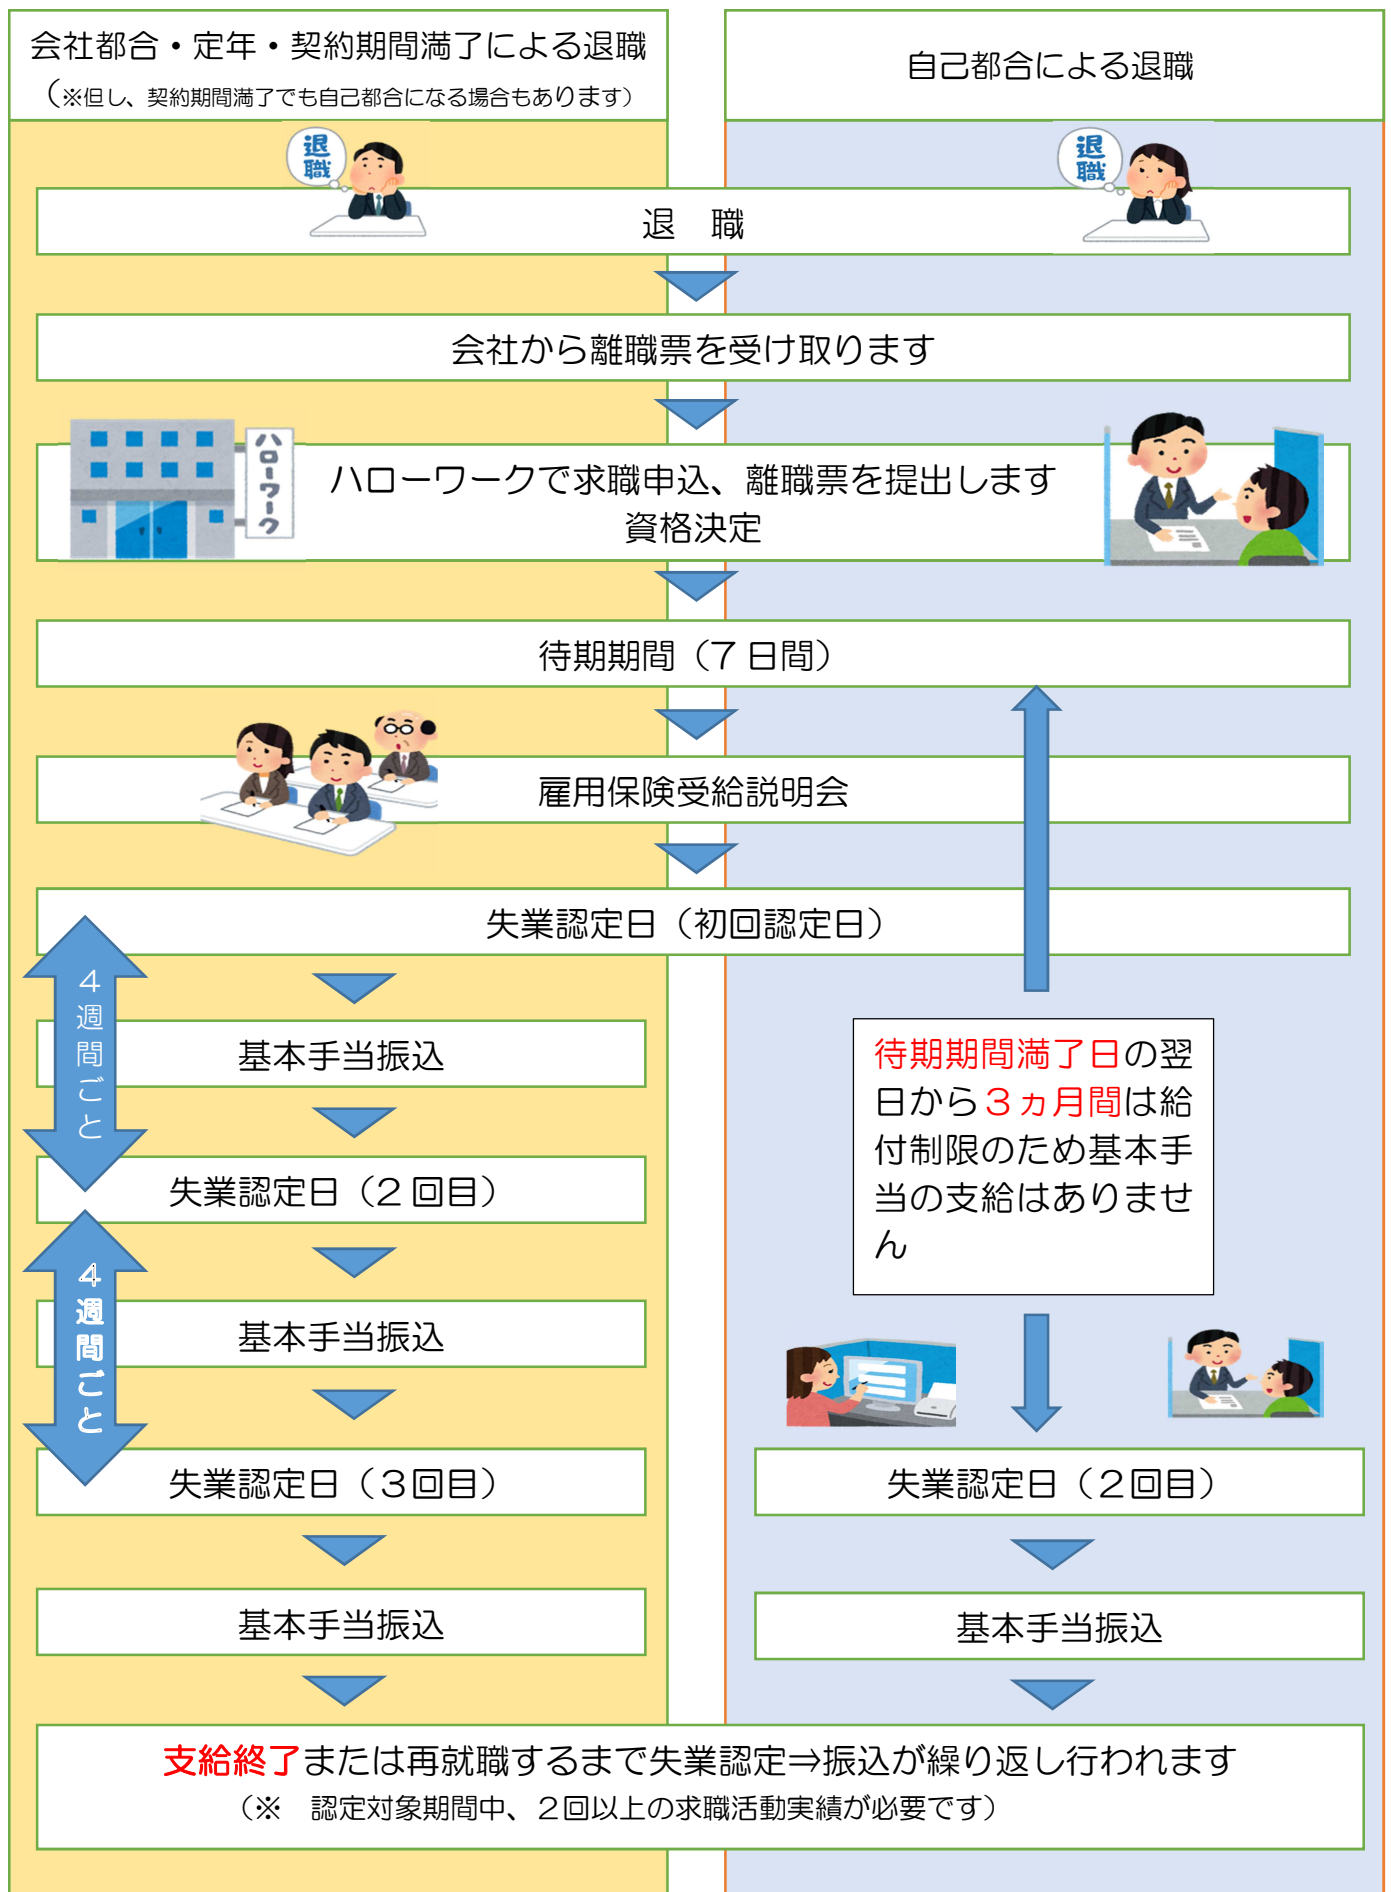 会社都合・定年・契約期間満了による退職
（※但し、契約期間満了でも自己都合になる場合もあります）
自己都合による退職
退職
退職
退　職
会社から離職票を受け取ります
ハローワーク
ハローワークで求職申込、離職票を提出します
資格決定
待期期間（７日間）
雇用保険受給説明会
失業認定日（初回認定日）
４週間ごと
基本手当振込
失業認定日（２回目）
４週間ごと
基本手当振込
失業認定日（３回目）
基本手当振込
待期期間満了日の翌
日から３ヵ月間は給
付制限のため基本手
当の支給はありませ
ん
失業認定日（２回目）
基本手当振込
支給終了または再就職するまで失業認定⇒振込が繰り返し行われます
（※　認定対象期間中、２回以上の求職活動実績が必要です）